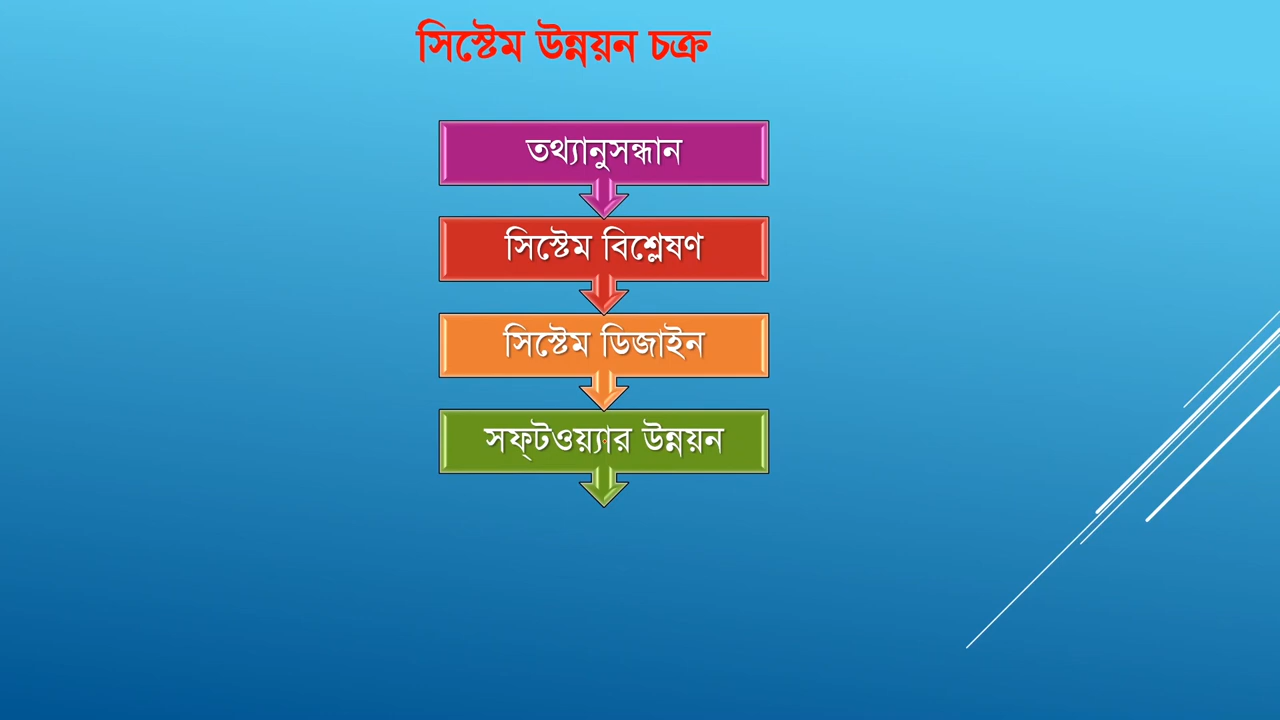 সিস্টেম উন্নয়ন চক্র
তথ্যানুসন্ধান
সিস্টেম বিশ্লেষণ
সিস্টেম ডিজাইন
সফ্‌টওয়্যার উন্নয়ন